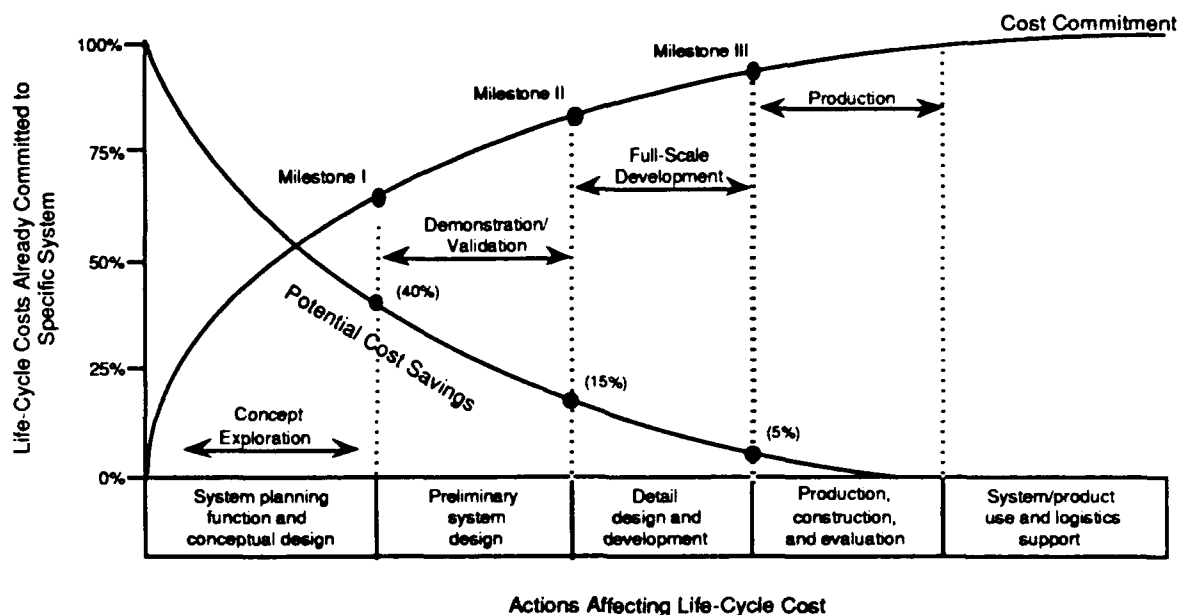 Cost Commitment
100%
Milestone III
Milestone II
Production
75%
Full-Scale
Development
Milestone I
Demonstration/
Validation
50%
(40%)
Potential Cost Savings
25%
(15%)
Concept
Exploration
(5%)
0%
Life-Cycle Costs Already Committed to
Specific System
System planning
function and
conceptual design
Preliminary
system
design
Detail
design and
development
Production,
construction,
and evaluation
System/product
use and logistics
support
Actions Affecting Life-Cycle Cost